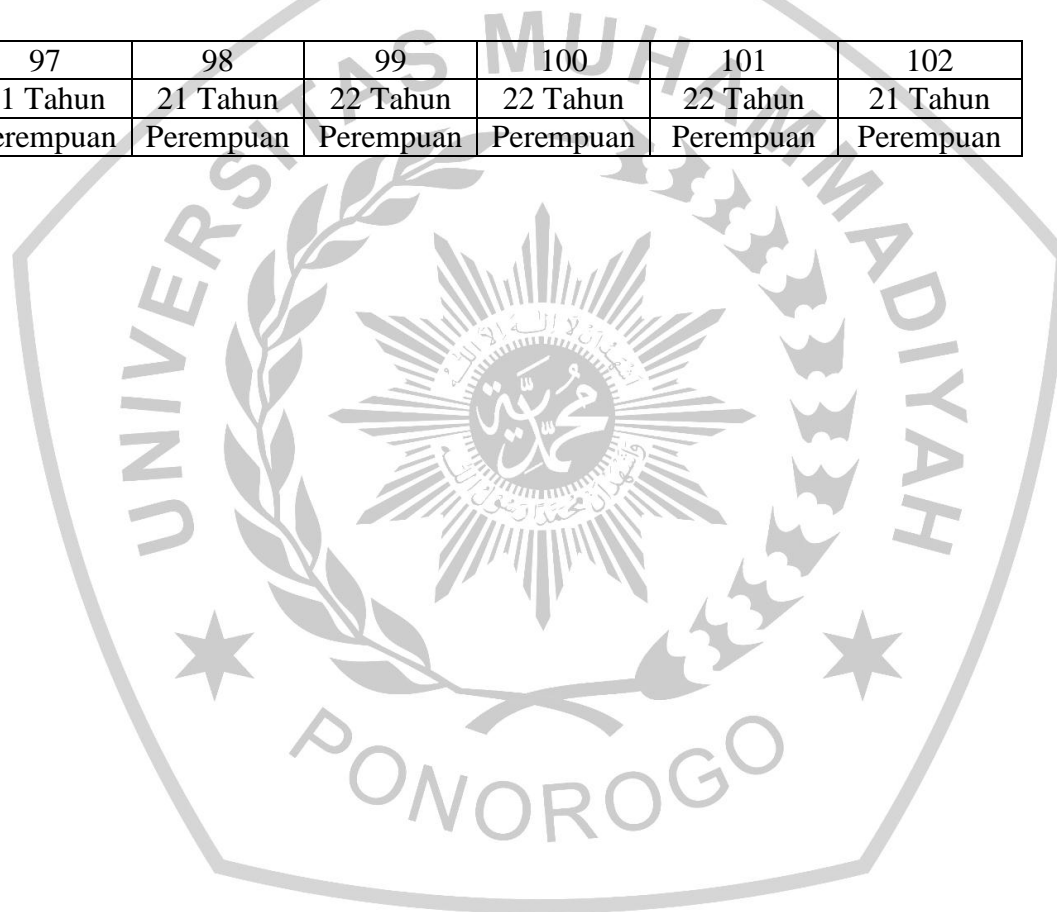 97 98 99 100 101 102
1 Tahun 21 Tahun 22 Tahun 22 Tahun 22 Tahun 21 Tahun
erempuan Perempuan Perempuan Perempuan Perempuan Perempuan
UNIVERSITAS MUHAMMADIYAH
محمدية
PONOROGO